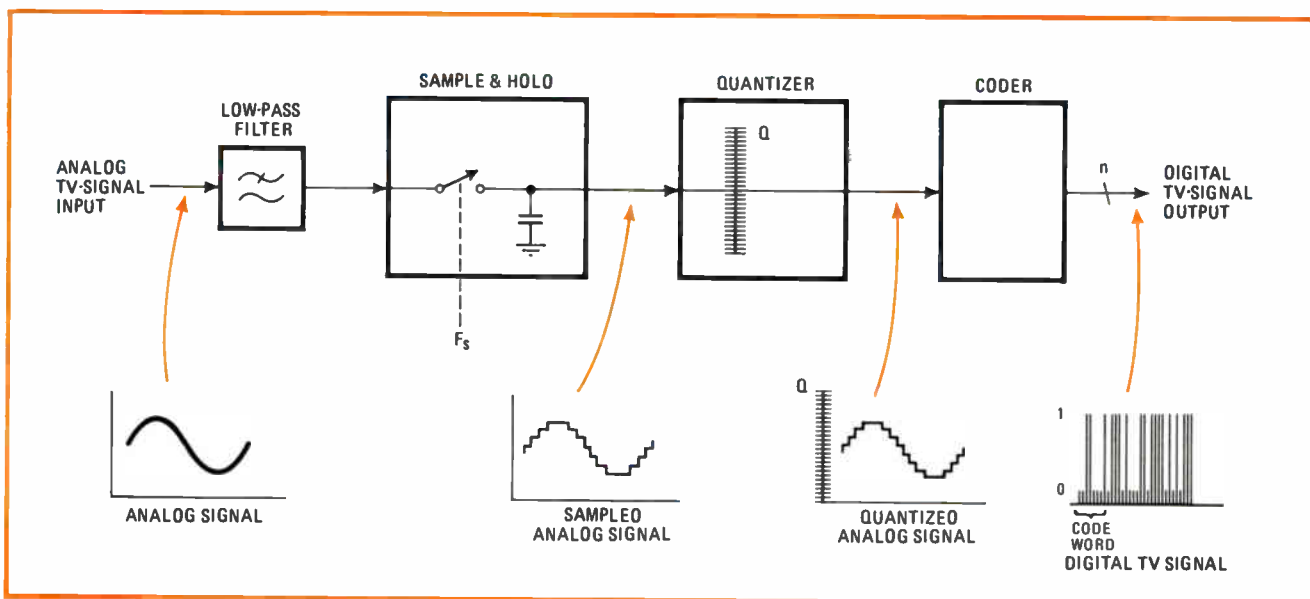 SAMPLE & HOLO
QUANTIZER
CODER
LOW-PASS
FILTER
ANALOG
TV-SIGNAL
INPUT
Q
n
DIGITAL
TV-SIGNAL
OUTPUT
Fs
ANALOG SIGNAL
SAMPLEO
ANALOG SIGNAL
Q
QUANTIZEO
ANALOG SIGNAL
1
0
CODE
WORD
DIGITAL TV SIGNAL